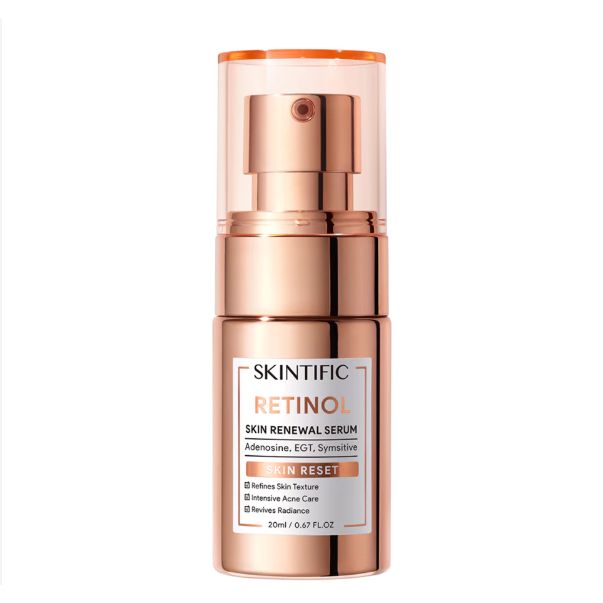 SKINTIFIC
RETINOL
SKIN RENEWAL SERUM
Adenosine, EGT, Symsitive
SKIN RESET
Refines Skin Texture
Intensive Acne Care
Revives Radiance
20ml / 0.67 FL.OZ